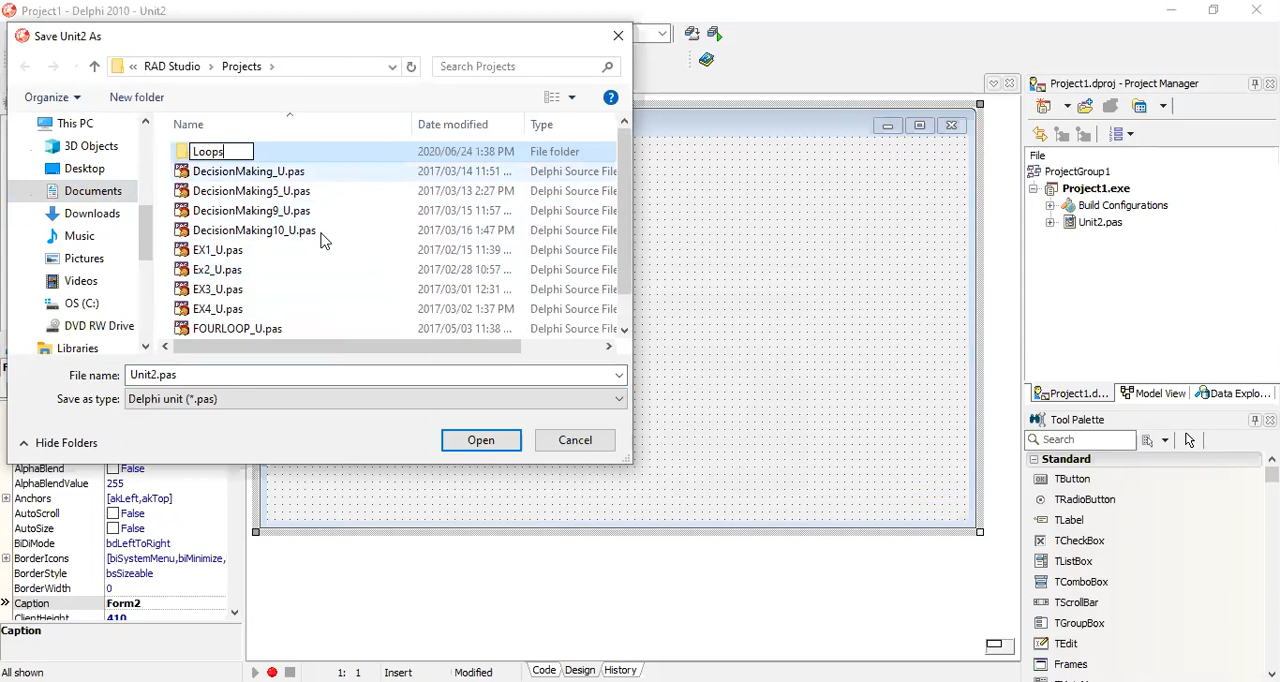 Project1 - Delphi 2010 - Unit2
Save Unit2 As
« RAD Studio > Projects >
Search Projects
Organize
New folder
This PC
3D Objects
Desktop
Documents
Downloads
Music
Pictures
Videos
OS (C:)
DVD RW Drive
Libraries
Name Date modified Type
Loops 2020/06/24 1:38 PM File folder
DecisionMaking_U.pas 2017/03/14 11:51 ... Delphi Source File
DecisionMaking5_U.pas 2017/03/13 2:27 PM Delphi Source File
DecisionMaking9_U.pas 2017/03/15 11:57 ... Delphi Source File
DecisionMaking10_U.pas 2017/03/16 1:47 PM Delphi Source File
EX1_U.pas 2017/02/15 11:39 ... Delphi Source File
Ex2_U.pas 2017/02/28 10:57 ... Delphi Source File
EX3_U.pas 2017/03/01 12:31 ... Delphi Source File
EX4_U.pas 2017/03/02 1:37 PM Delphi Source File
FOURLOOP_U.pas 2017/05/03 11:38 ... Delphi Source File
File name: Unit2.pas
Save as type: Delphi unit (*.pas)
Hide Folders
Open
Cancel
AlphaBlend False
AlphaBlendValue 255
Anchors [akLeft,akTop]
AutoScroll False
AutoSize False
BiDiMode bdLeftToRight
BorderIcons [biSystemMenu,biMinimize,
BorderStyle bsSizeable
BorderWidth 0
Caption Form2
ClientHeight 410
Caption
All shown
1: 1
Insert
Modified
Code
Design
History
Project1.dproj - Project Manager
File
ProjectGroup1
Project1.exe
Build Configurations
Unit2.pas
Project1.d...
Model View
Data Explo...
Tool Palette
Search
Standard
TButton
TRadioButton
TLabel
TCheckBox
TListBox
TComboBox
TScrollBar
TGroupBox
TEdit
Frames